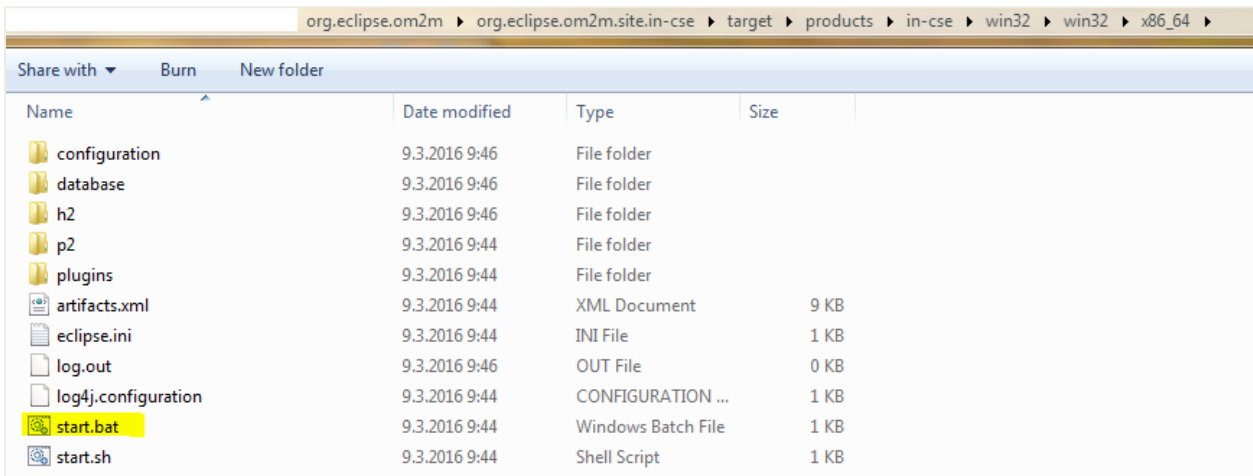 org.eclipse.om2m ▸ org.eclipse.om2m.site.in-cse ▸ target ▸ products ▸ in-cse ▸ win32 ▸ win32 ▸ x86_64 ▸
Share with ▾ Burn New folder
Name Date modified Type Size
configuration 9.3.2016 9:46 File folder
database 9.3.2016 9:46 File folder
h2 9.3.2016 9:46 File folder
p2 9.3.2016 9:44 File folder
plugins 9.3.2016 9:44 File folder
artifacts.xml 9.3.2016 9:44 XML Document 9 KB
eclipse.ini 9.3.2016 9:44 INI File 1 KB
log.out 9.3.2016 9:46 OUT File 0 KB
log4j.configuration 9.3.2016 9:44 CONFIGURATION ... 1 KB
start.bat 9.3.2016 9:44 Windows Batch File 1 KB
start.sh 9.3.2016 9:44 Shell Script 1 KB